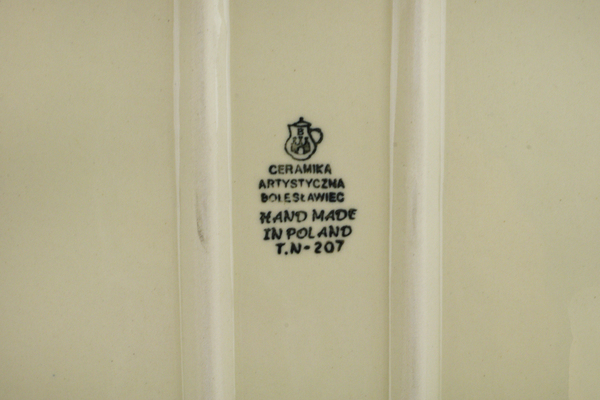 B
CERAMIKA
ARTYSTYCZNA
BOLESŁAWIEC
HAND MADE
IN POLAND
T.N-207